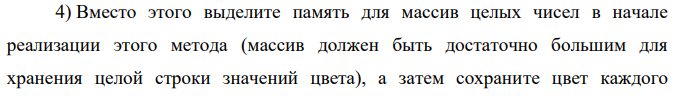 4) Вместо этого выделите память для массив целых чисел в начале
реализации этого метода (массив должен быть достаточно большим для
хранения целой строки значений цвета), а затем сохраните цвет каждого